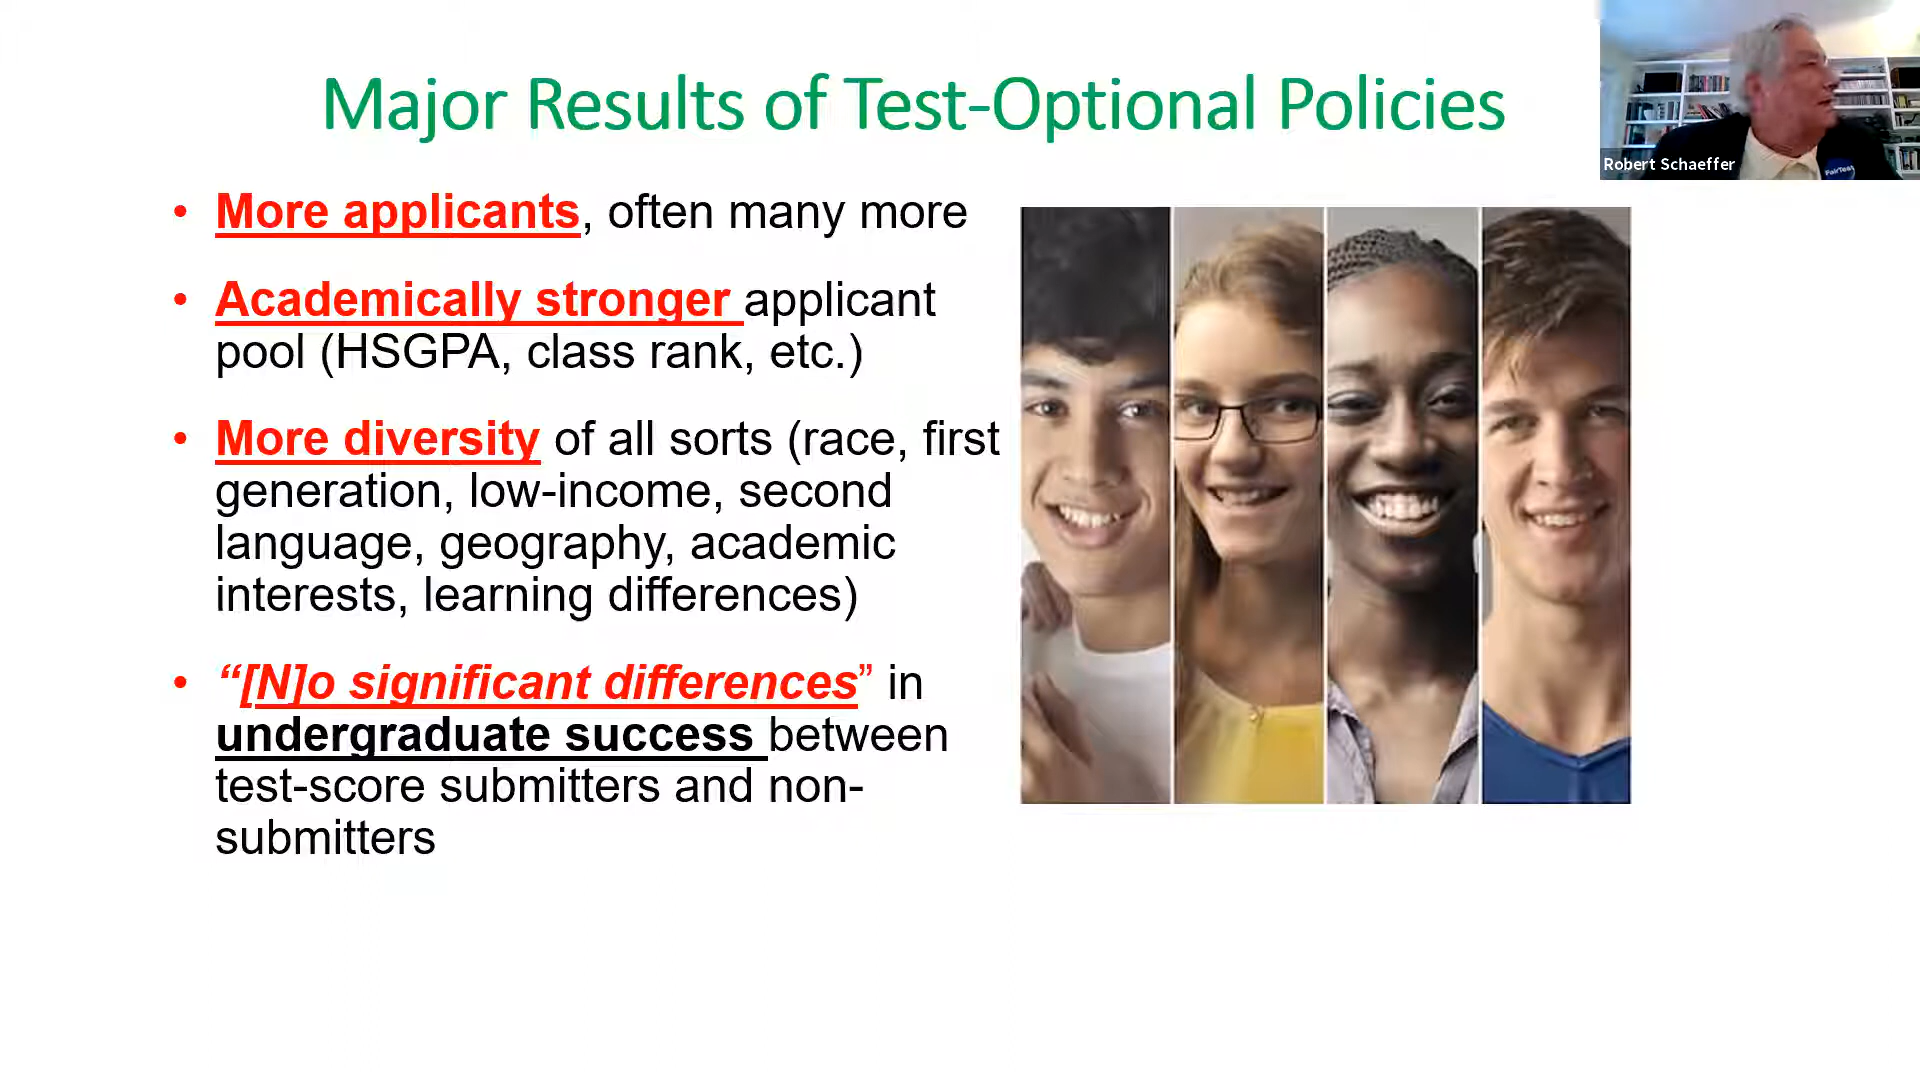 Major Results of Test-Optional Policies
Robert Schaeffer
FairTest
• More applicants, often many more
• Academically stronger applicant
pool (HSGPA, class rank, etc.)
• More diversity of all sorts (race, first
generation, low-income, second
language, geography, academic
interests, learning differences)
• “[N]o significant differences” in
undergraduate success between
test-score submitters and non-
submitters